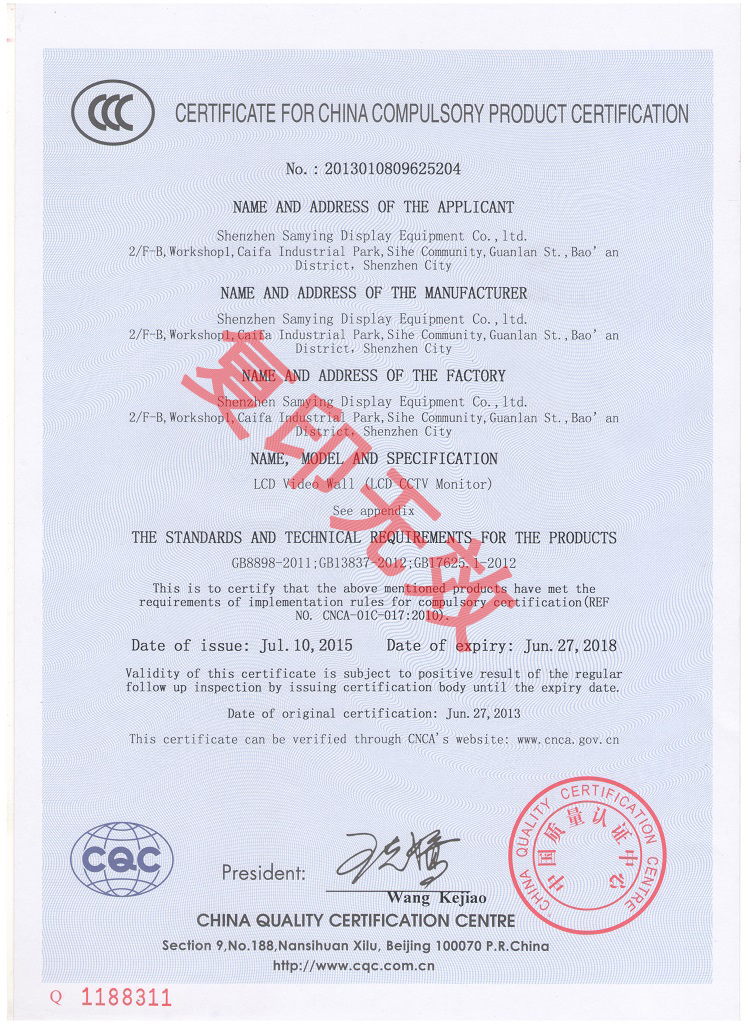 CCC
CERTIFICATE FOR CHINA COMPULSORY PRODUCT CERTIFICATION
No. : 2013010809625204
NAME AND ADDRESS OF THE APPLICANT
Shenzhen Samying Display Equipment Co.,ltd.
2/F-B,Workshop1,Caifa Industrial Park,Sihe Community,Guanlan St.,Bao' an
District, Shenzhen City
NAME AND ADDRESS OF THE MANUFACTURER
Shenzhen Samying Display Equipment Co.,ltd.
2/F-B,Workshop1,Caifa Industrial Park,Sihe Community,Guanlan St.,Bao' an
District, Shenzhen City
NAME AND ADDRESS OF THE FACTORY
Shenzhen Samying Display Equipment Co.,ltd.
2/F-B,Workshop1,Caifa Industrial Park,Sihe Community,Guanlan St.,Bao' an
District, Shenzhen City
NAME, MODEL AND SPECIFICATION
LCD Video Wall (LCD CCTV Monitor)
See appendix
THE STANDARDS AND TECHNICAL REQUIREMENTS FOR THE PRODUCTS
GB8898-2011;GB13837-2012;GB17625.1-2012
This is to certify that the above mentioned products have met the
requirements of implementation rules for compulsory certification(REF
NO. CNCA-01C-017:2010).
Date of issue: Jul.10,2015 Date of expiry: Jun.27,2018
Validity of this certificate is subject to positive result of the regular
follow up inspection by issuing certification body until the expiry date.
Date of original certification: Jun.27,2013
This certificate can be verified through CNCA's website: www.cnca.gov.cn
复印无效
CQC
President:
王克娇
Wang Kejiao
CHINA QUALITY CERTIFICATION CENTRE
中国质量认证中心
CHINA QUALITY CERTIFICATION CENTRE
Section 9,No.188,Nansihuan Xilu, Beijing 100070 P.R.China
http://www.cqc.com.cn
Q 1188311